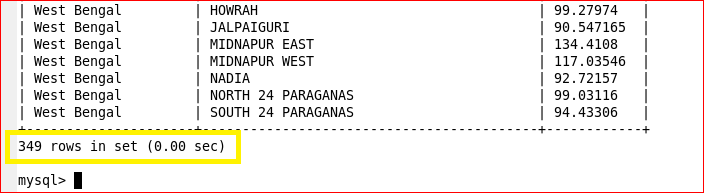 | West Bengal | HOWRAH | 99.27974 |
| West Bengal | JALPAIGURI | 90.547165 |
| West Bengal | MIDNAPUR EAST | 134.4108 |
| West Bengal | MIDNAPUR WEST | 117.03546 |
| West Bengal | NADIA | 92.72157 |
| West Bengal | NORTH 24 PARAGANAS | 99.03116 |
| West Bengal | SOUTH 24 PARAGANAS | 94.43306 |
+---------------------+------------------------------------------+------------+
349 rows in set (0.00 sec)
mysql>